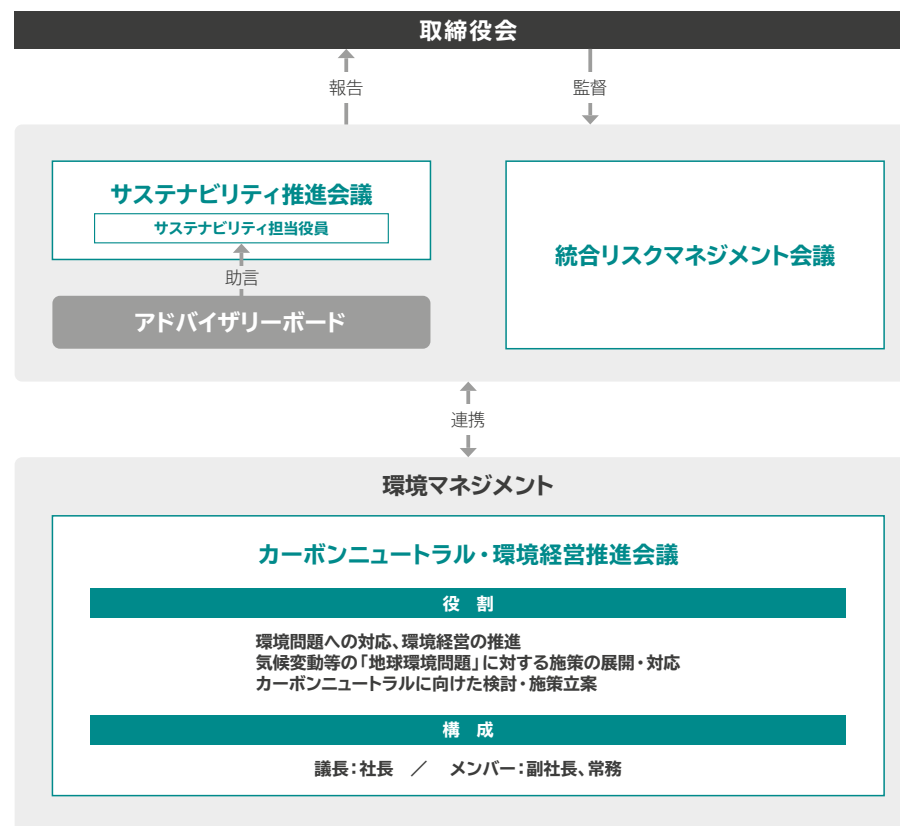 取締役会
報告
監督
サステナビリティ推進会議
サステナビリティ担当役員
助言
アドバイザリーボード
統合リスクマネジメント会議
連携
環境マネジメント
カーボンニュートラル・環境経営推進会議
役 割
環境問題への対応、環境経営の推進
気候変動等の「地球環境問題」に対する施策の展開・対応
カーボンニュートラルに向けた検討・施策立案
構 成
議長:社長 / メンバー:副社長、常務